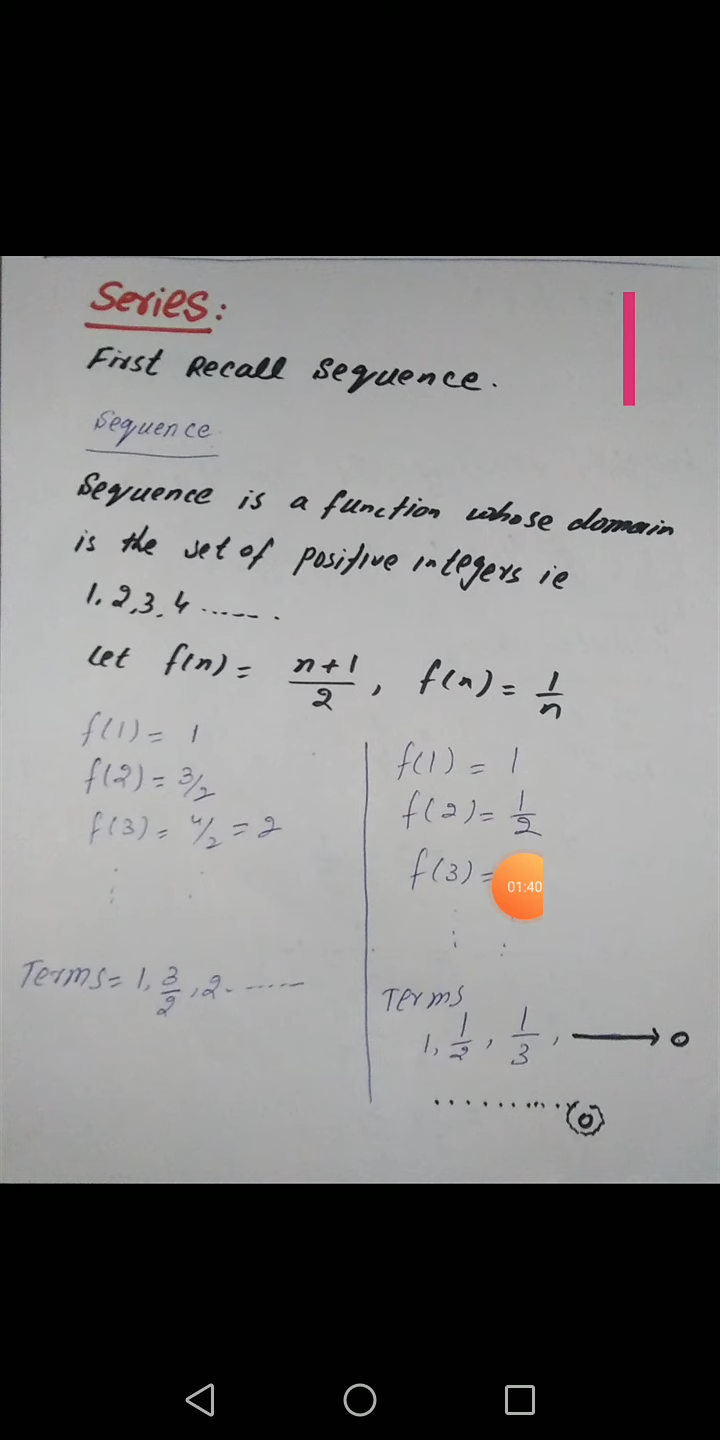 Series:
First Recall Sequence.
Sequence
Sequence is a function whose domain
is the set of positive integers ie
1, 2, 3, 4 ...... .
Let f(n) = n+1/2, f(n) = 1/n
f(1) = 1
f(2) = 3/2
f(3) = 4/2 = 2
Terms = 1, 3/2, 2. ......
f(1) = 1
f(2) = 1/2
f(3) =
01:40
Terms
1, 1/2, 1/3, ⟶ 0
.......... 0